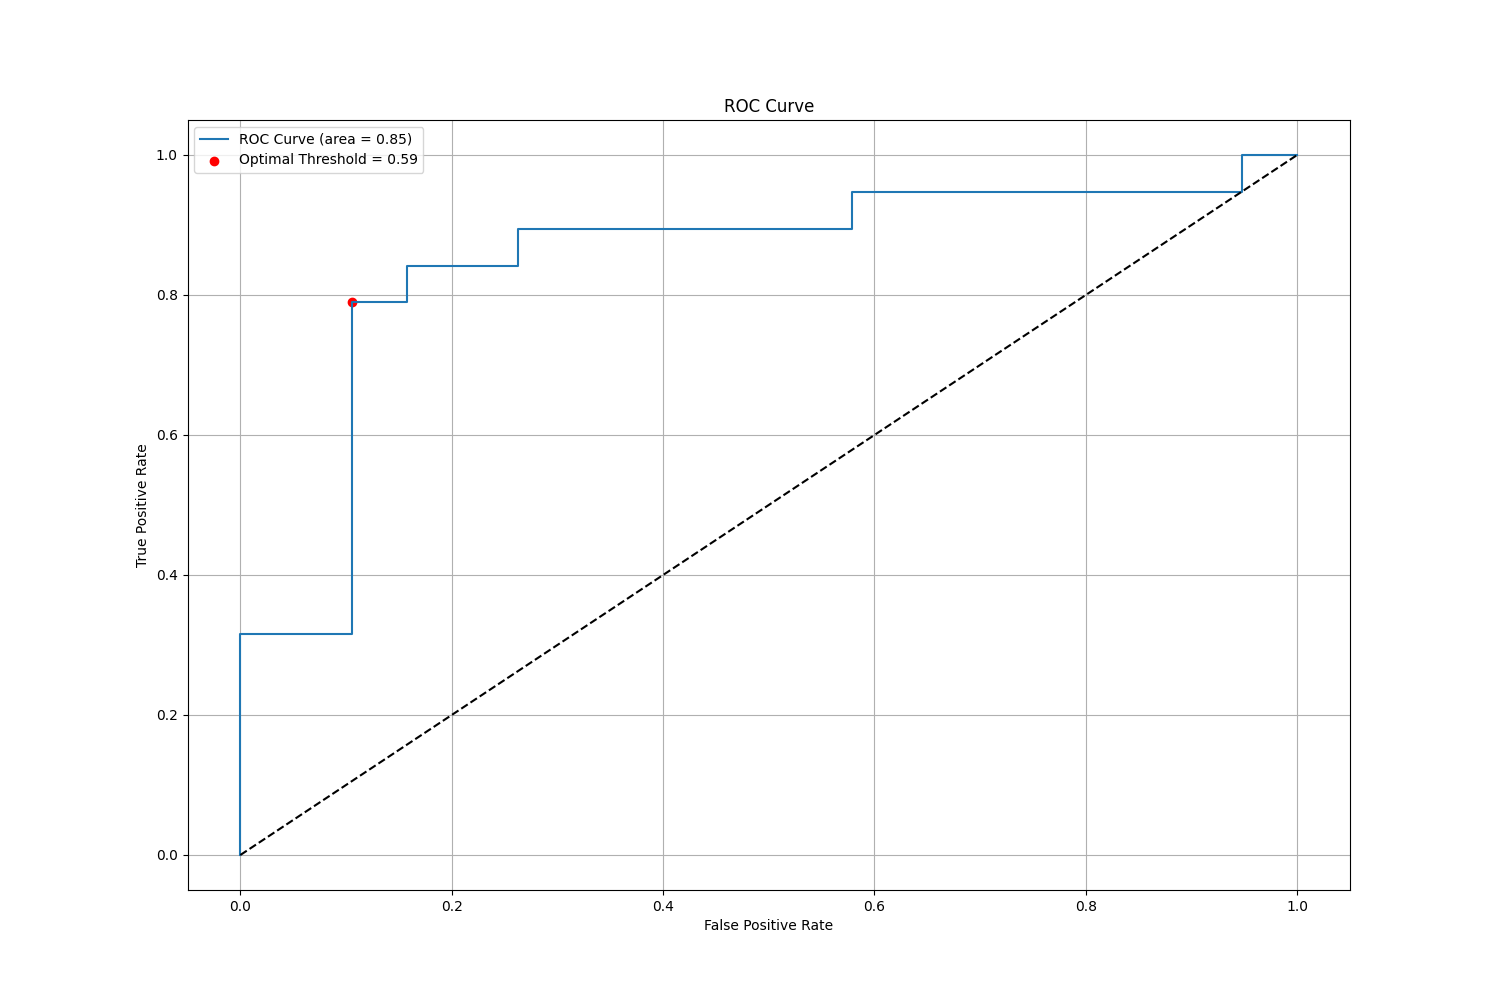 ROC Curve
ROC Curve (area = 0.85)
Optimal Threshold = 0.59
1.0
0.8
0.6
0.4
0.2
0.0
True Positive Rate
0.0 0.2 0.4 0.6 0.8 1.0
False Positive Rate